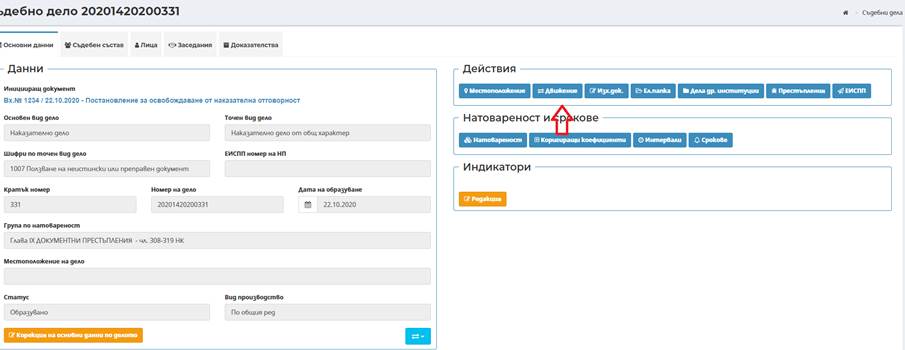 ъдебно дело 20201420200331
Съдебни дела
Основни данни
Съдебен състав
Лица
Заседания
Доказателства
Данни
Иницииращ документ
Вх.№ 1234 / 22.10.2020 - Постановление за освобождаване от наказателна отговорност
Основен вид дело
Точен вид дело
Наказателно дело
Наказателно дело от общ характер
Шифри по точен вид дело
ЕИСПП номер на НП
1007 Ползване на неистински или преправен документ
Кратък номер
Номер на дело
Дата на образуване
331
20201420200331
22.10.2020
Група по натовареност
Глава IX ДОКУМЕНТНИ ПРЕСТЪПЛЕНИЯ - чл. 308-319 НК
Местоположение на дело
Статус
Вид производство
Образувано
По общия ред
Корекции на основни данни по делото
Действия
Местоположение
Движение
Изх.док.
Ел.папка
Дела др. институции
Престъпления
ЕИСПП
Натовареност и
рокове
Натовареност
Коригиращи коефициенти
Интервали
Срокове
Индикатори
Редакция